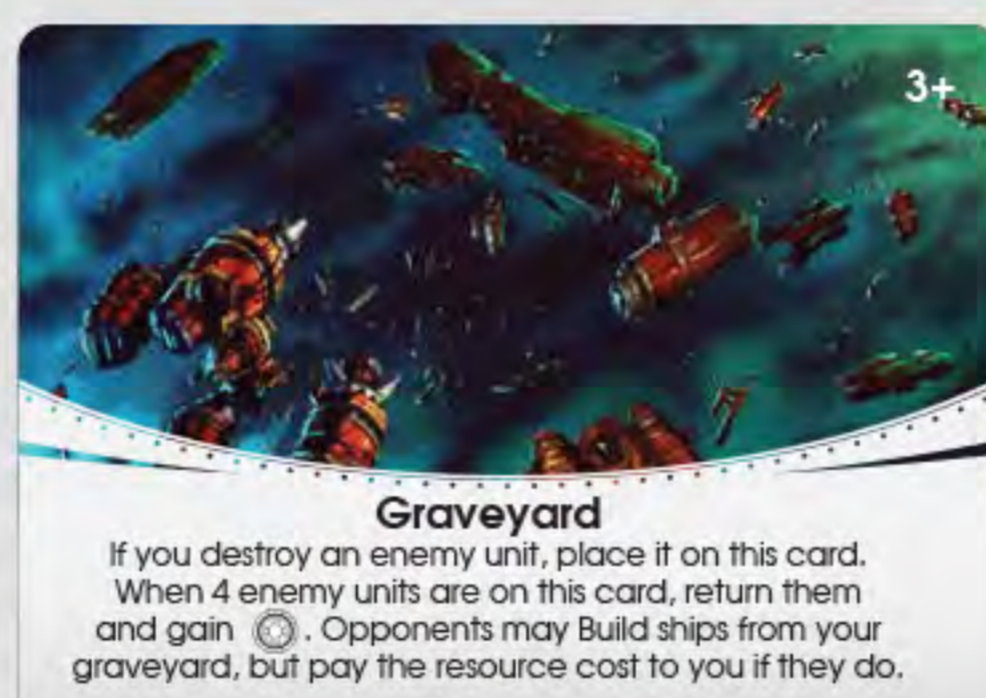 3+
Graveyard
If you destroy an enemy unit, place it on this card.
When 4 enemy units are on this card, return them
and gain . Opponents may Build ships from your
graveyard, but pay the resource cost to you if they do.